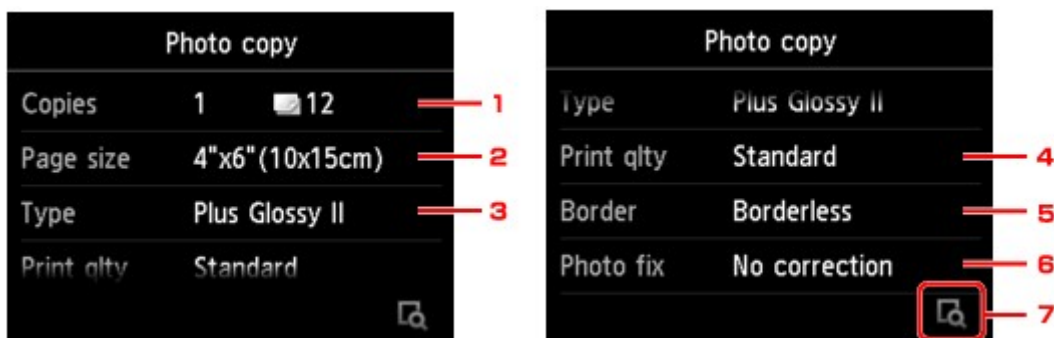 Photo copy
Copies 1 12 1
Page size 4"x6"(10x15cm) 2
Type Plus Glossy II 3
Print qlty Standard
Photo copy
Type Plus Glossy II
Print qlty Standard 4
Border Borderless 5
Photo fix No correction 6
7